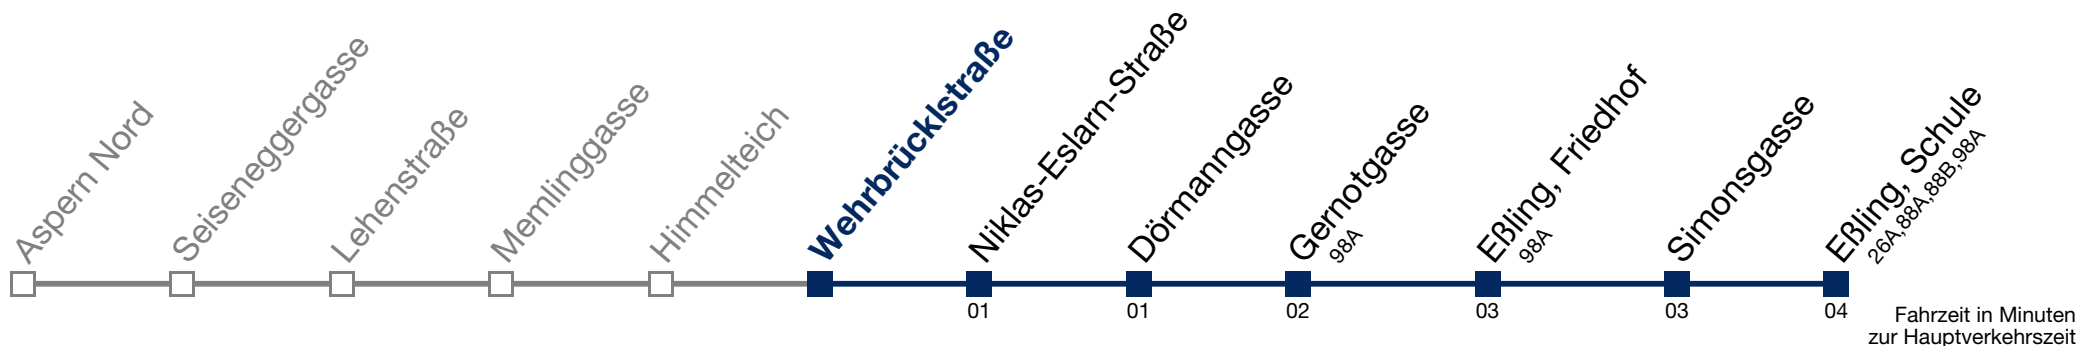 Aspern Nord
Seiseneggergasse
Lehenstraße
Memlinggasse
Himmelteich
Wehrbrücklstraße
Niklas-Eslarn-Straße
01
Dörmanngasse
01
Gernotgasse
98A
02
Eßling, Friedhof
98A
03
Simonsgasse
03
Eßling, Schule
26A,88A,88B,98A
04
Fahrzeit in Minuten
zur Hauptverkehrszeit